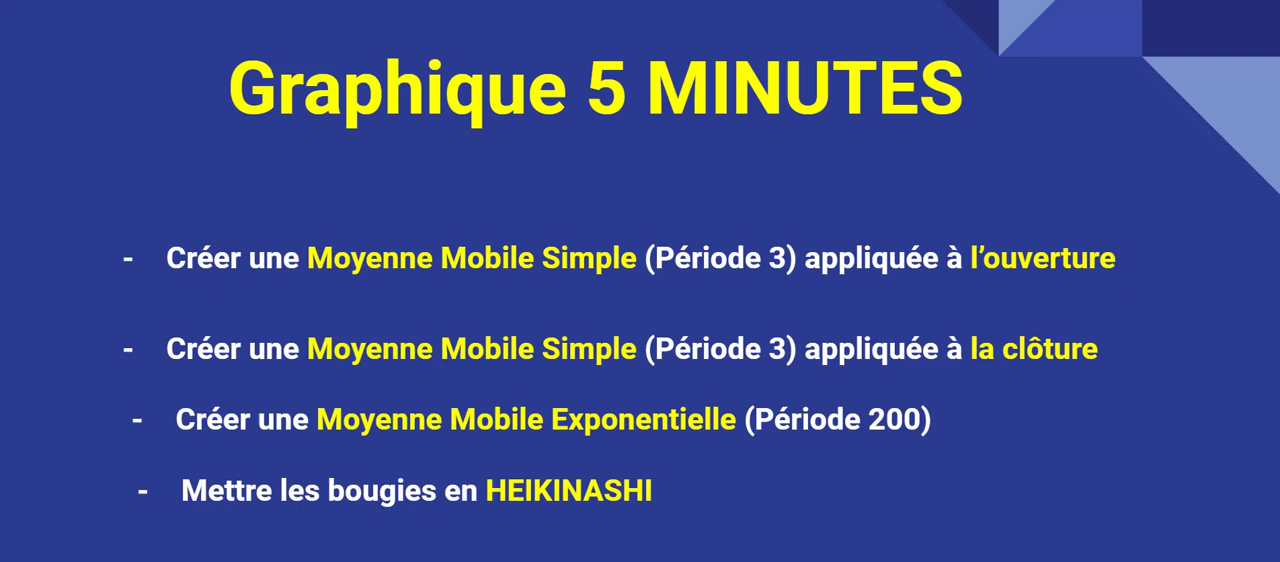 Graphique 5 MINUTES
- Créer une Moyenne Mobile Simple (Période 3) appliquée à l’ouverture
- Créer une Moyenne Mobile Simple (Période 3) appliquée à la clôture
- Créer une Moyenne Mobile Exponentielle (Période 200)
- Mettre les bougies en HEIKINASHI